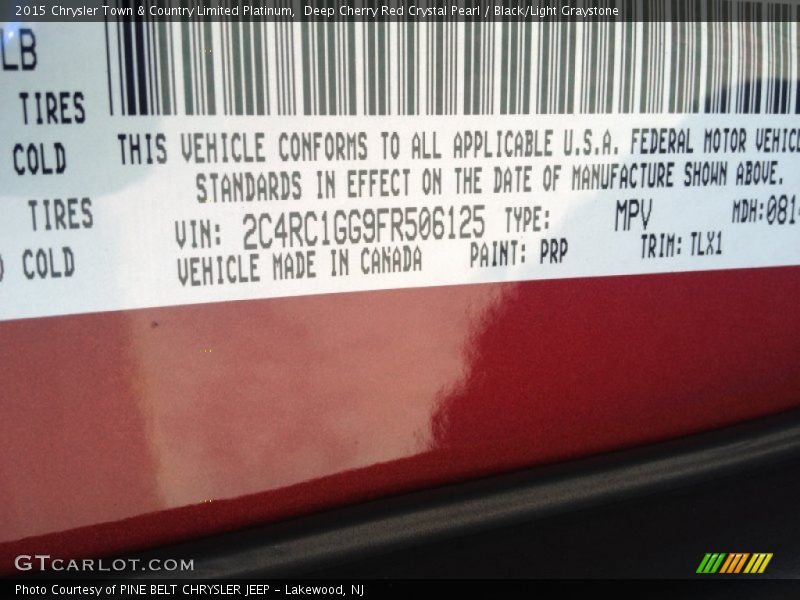 2015 Chrysler Town & Country Limited Platinum, Deep Cherry Red Crystal Pearl / Black/Light Graystone
LB
TIRES
COLD
THIS VEHICLE CONFORMS TO ALL APPLICABLE U.S.A. FEDERAL MOTOR VEHICLE
STANDARDS IN EFFECT ON THE DATE OF MANUFACTURE SHOWN ABOVE.
TIRES
VIN: 2C4RC1GG9FR506125 TYPE: MPV MDH:081
COLD
VEHICLE MADE IN CANADA PAINT: PRP TRIM: TLX1
GTCARLOT.COM
Photo Courtesy of PINE BELT CHRYSLER JEEP - Lakewood, NJ